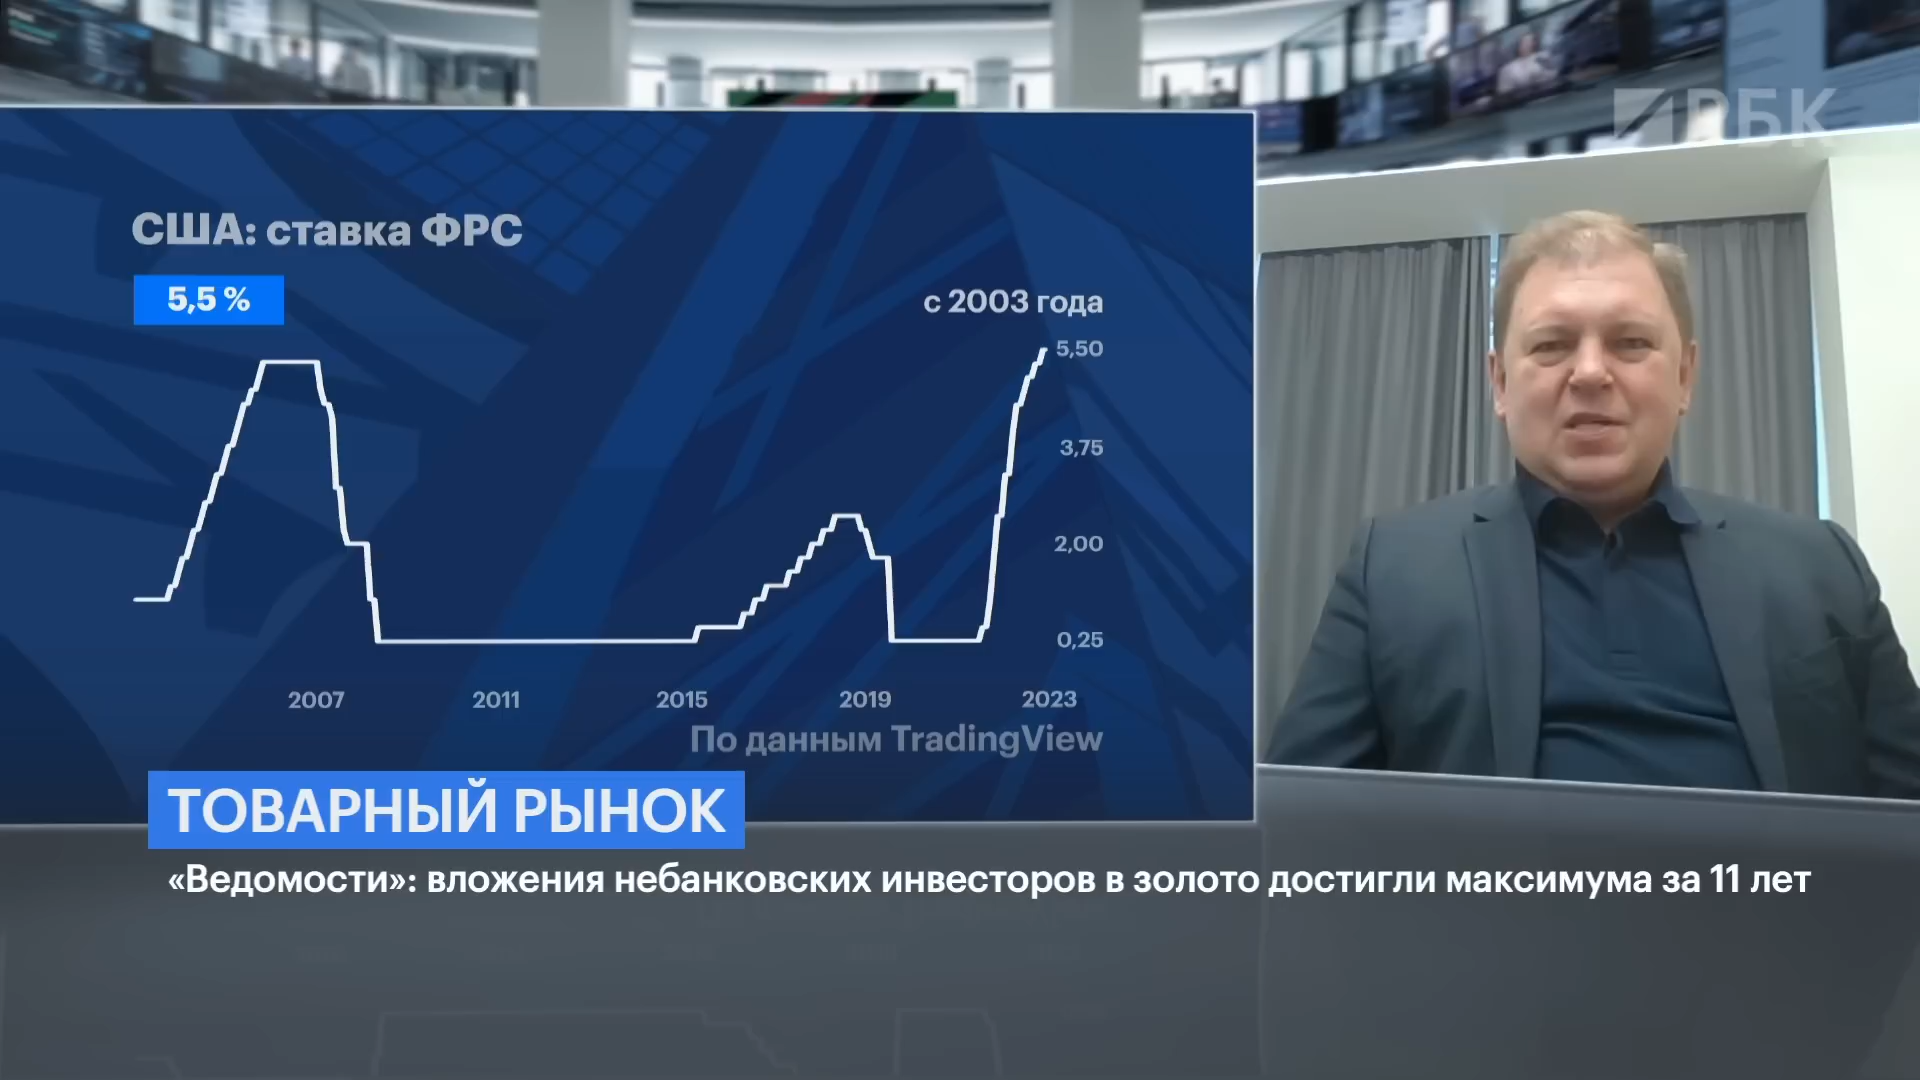 РБК
США: ставка ФРС
5,5 %
с 2003 года
5,50
3,75
2,00
0,25
2007 2011 2015 2019 2023
По данным TradingView
ТОВАРНЫЙ РЫНОК
«Ведомости»: вложения небанковских инвесторов в золото достигли максимума за 11 лет